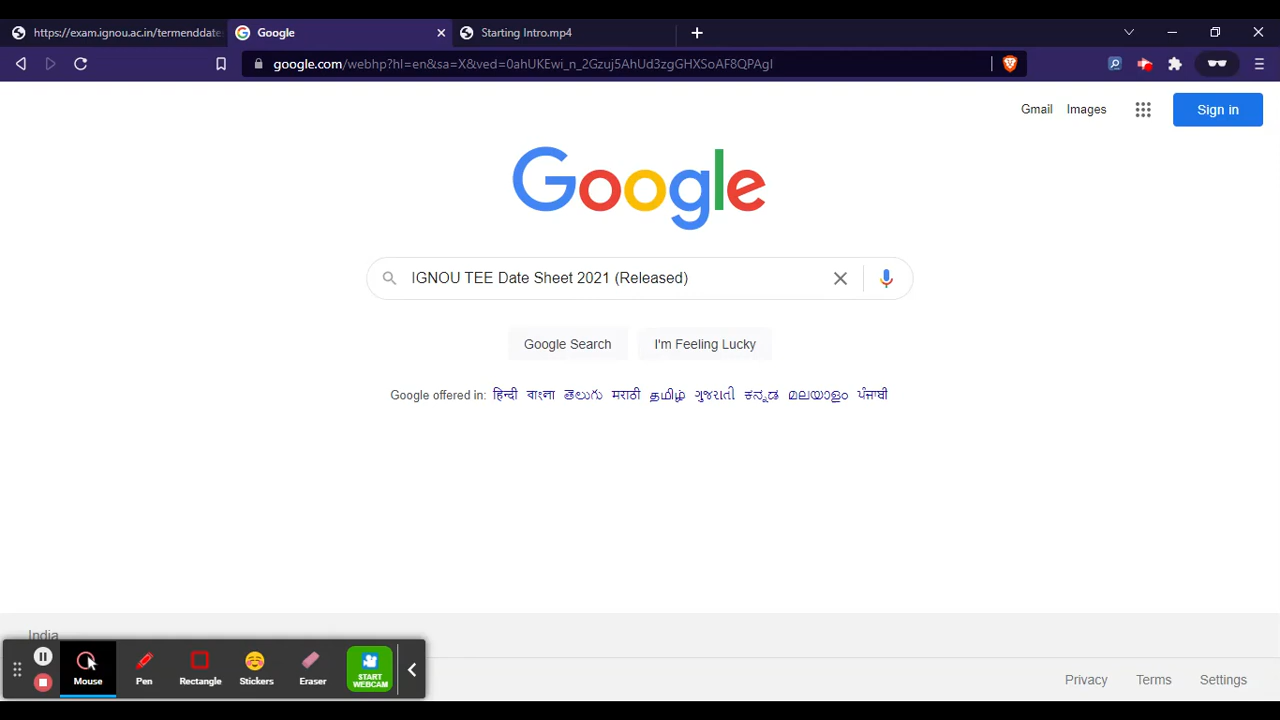 https://exam.ignou.ac.in/termenddate
Google
Starting Intro.mp4
google.com/webhp?hl=en&sa=X&ved=0ahUKEwi_n_2Gzuj5AhUd3zgGHXSoAF8QPAgI
Gmail
Images
Sign in
Google
IGNOU TEE Date Sheet 2021 (Released)
Google Search
I'm Feeling Lucky
Google offered in: हिन्दी বাংলা తెలుగు मराठी தமிழ் ગુજરાતી ಕನ್ನಡ മലയാളം ਪੰਜਾਬੀ
India
Mouse
Pen
Rectangle
Stickers
Eraser
START
WEBCAM
Privacy
Terms
Settings